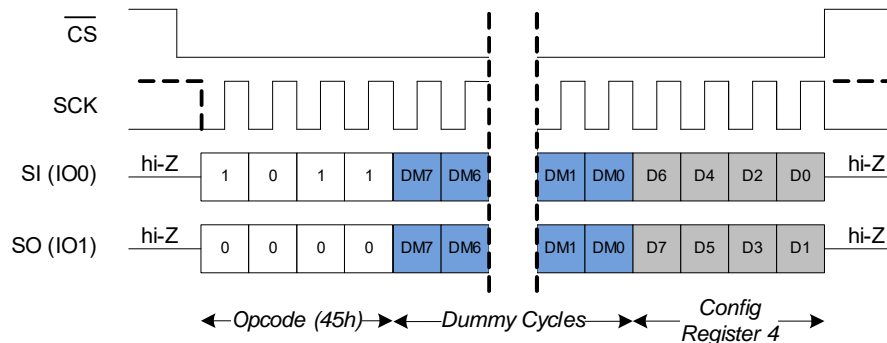 CS
SCK
SI (IO0) hi-Z 1 0 1 1 DM7 DM6 DM1 DM0 D6 D4 D2 D0 hi-Z
SO (IO1) hi-Z 0 0 0 0 DM7 DM6 DM1 DM0 D7 D5 D3 D1 hi-Z
Opcode (45h) Dummy Cycles Config
Register 4